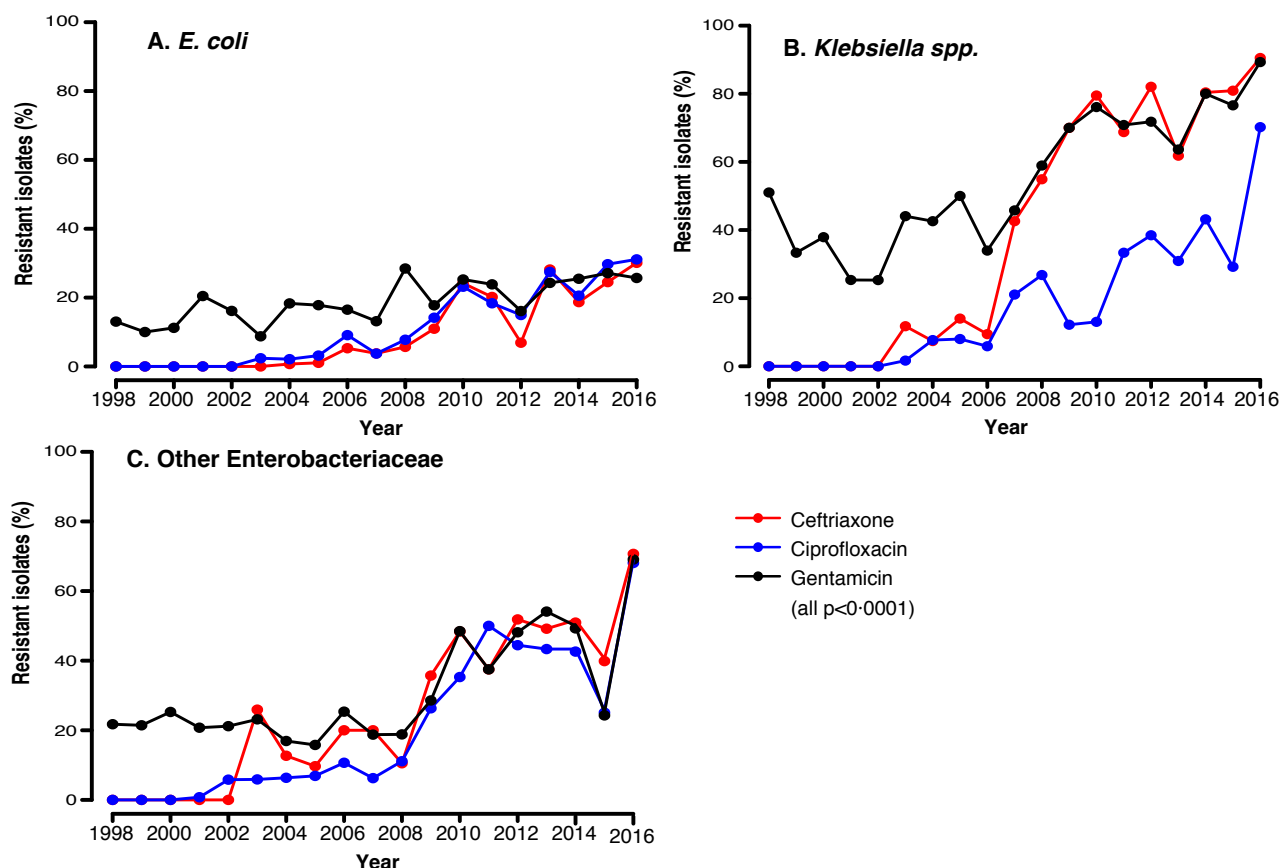 A. E. coli
Resistant isolates (%)
100
80
60
40
20
0
1998 2000 2002 2004 2006 2008 2010 2012 2014 2016
Year
B. Klebsiella spp.
Resistant isolates (%)
100
80
60
40
20
0
1998 2000 2002 2004 2006 2008 2010 2012 2014 2016
Year
C. Other Enterobacteriaceae
Resistant isolates (%)
100
80
60
40
20
0
1998 2000 2002 2004 2006 2008 2010 2012 2014 2016
Year
Ceftriaxone
Ciprofloxacin
Gentamicin
(all p<0·0001)